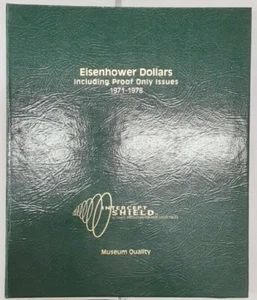 Eisenhower Dollars
Including Proof Only Issues
1971-1978
INTERCEPT
SHIELD
Museum Quality